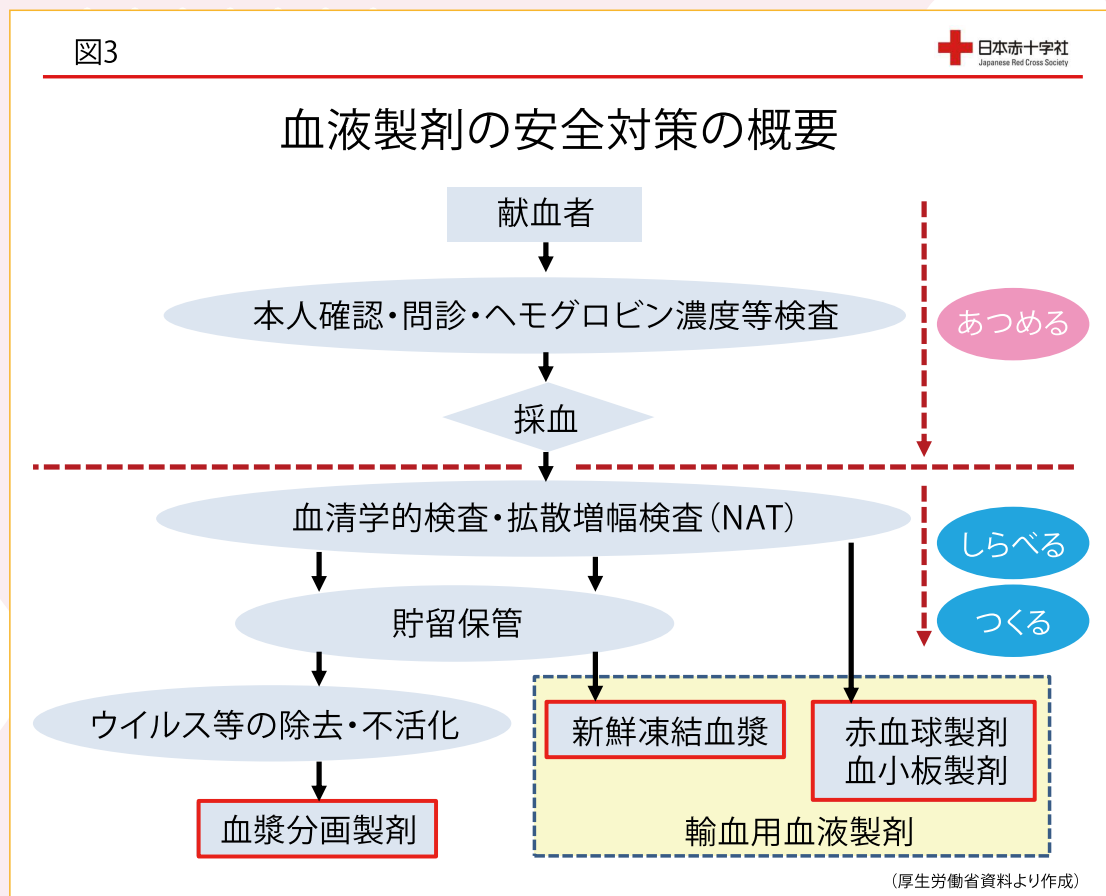 図3
日本赤十字社
Japanese Red Cross Society
血液製剤の安全対策の概要
献血者
本人確認・問診・ヘモグロビン濃度等検査
あつめる
採血
血清学的検査・拡散増幅検査(NAT)
しらべる
貯留保管
つくる
ウイルス等の除去・不活化
新鮮凍結血漿
赤血球製剤
血小板製剤
血漿分画製剤
輸血用血液製剤
(厚生労働省資料より作成)